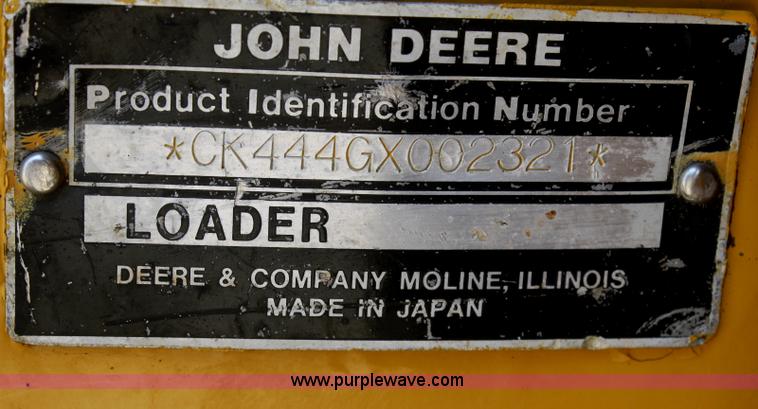 JOHN DEERE
Product Identification Number
*CK444GX002321*
LOADER
DEERE & COMPANY MOLINE, ILLINOIS
MADE IN JAPAN
www.purplewave.com